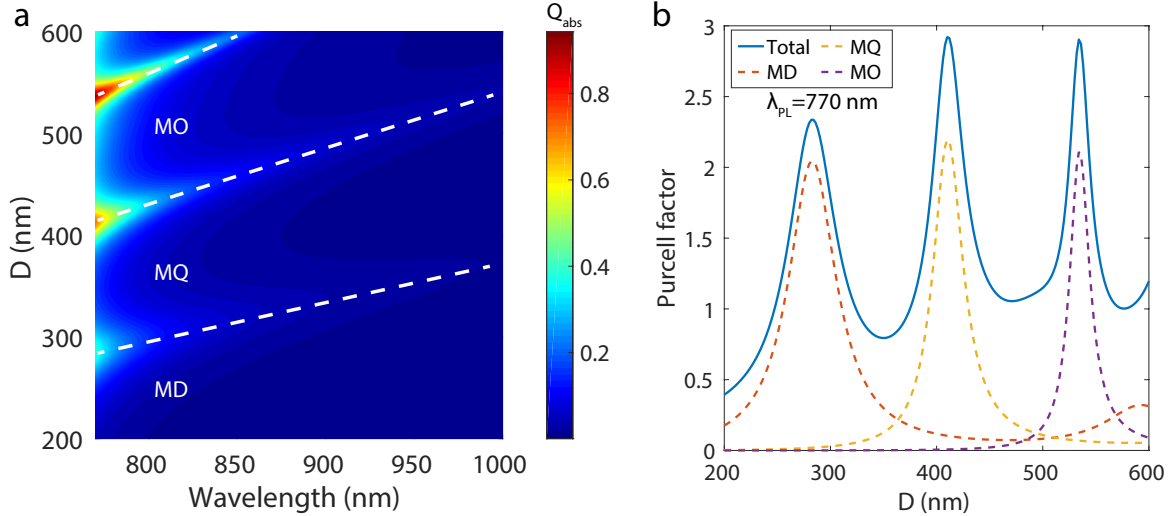 a
Q_abs
600
500
400
300
200
D (nm)
MO
MQ
MD
800
850
900
950
1000
Wavelength (nm)
0.8
0.6
0.4
0.2
b
3
2.5
2
1.5
1
0.5
0
Purcell factor
Total
MQ
MD
MO
λ_PL=770 nm
200
300
400
500
600
D (nm)